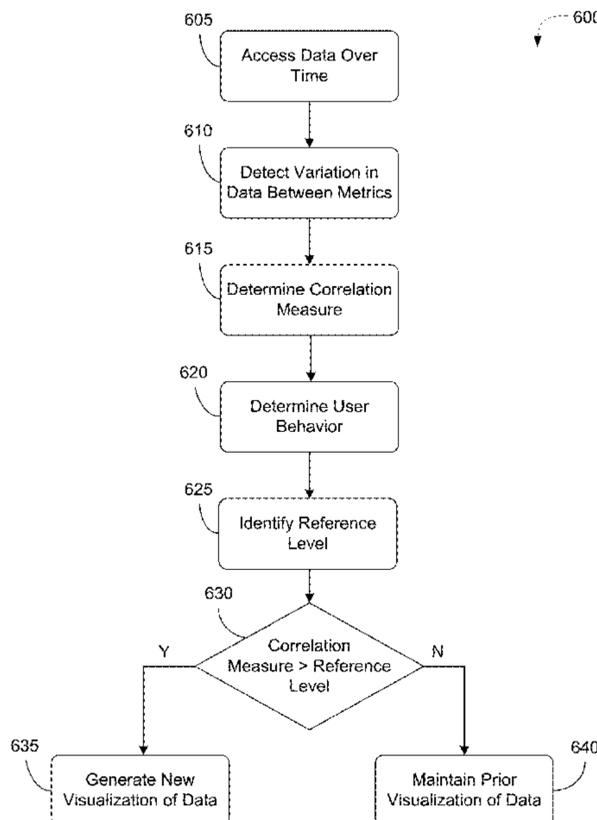 600
605
Access Data Over
Time
610
Detect Variation in
Data Between Metrics
615
Determine Correlation
Measure
620
Determine User
Behavior
625
Identify Reference
Level
630
Correlation
Measure > Reference
Level
Y
N
635
Generate New
Visualization of Data
640
Maintain Prior
Visualization of Data